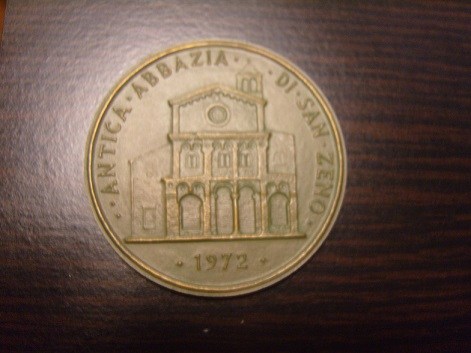 · · ANTICA · ABBAZIA · · DI · SAN · ZENO · ·
· 1972 ·